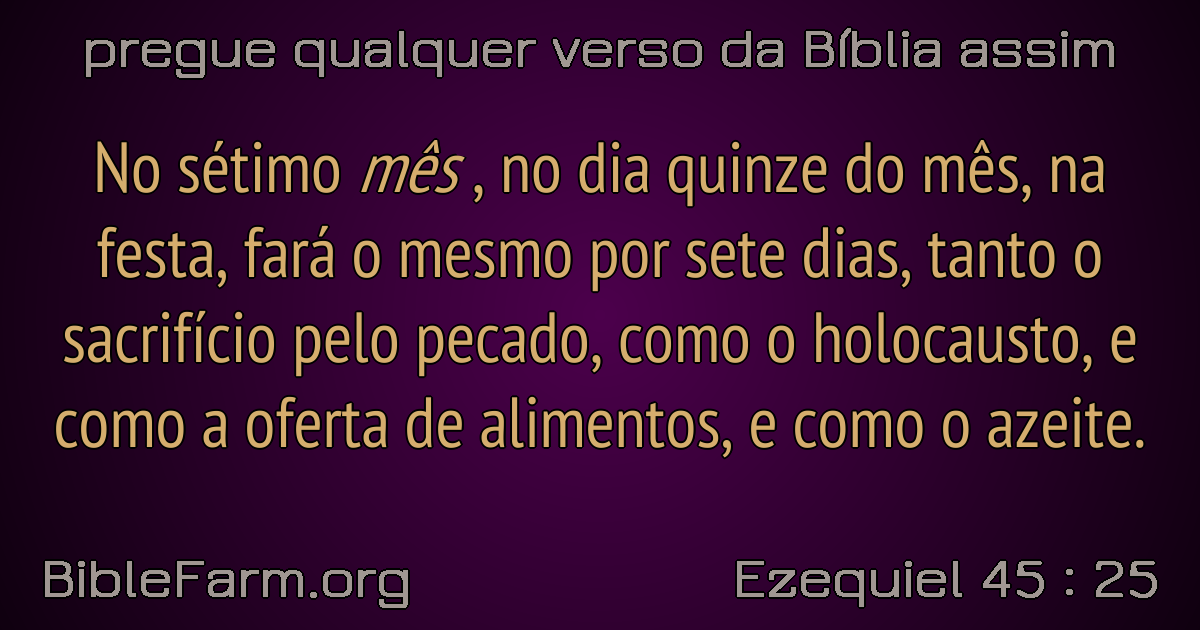 pregue qualquer verso da Bíblia assim
No sétimo mês , no dia quinze do mês, na
festa, fará o mesmo por sete dias, tanto o
sacrifício pelo pecado, como o holocausto, e
como a oferta de alimentos, e como o azeite.
BibleFarm.org
Ezequiel 45 : 25